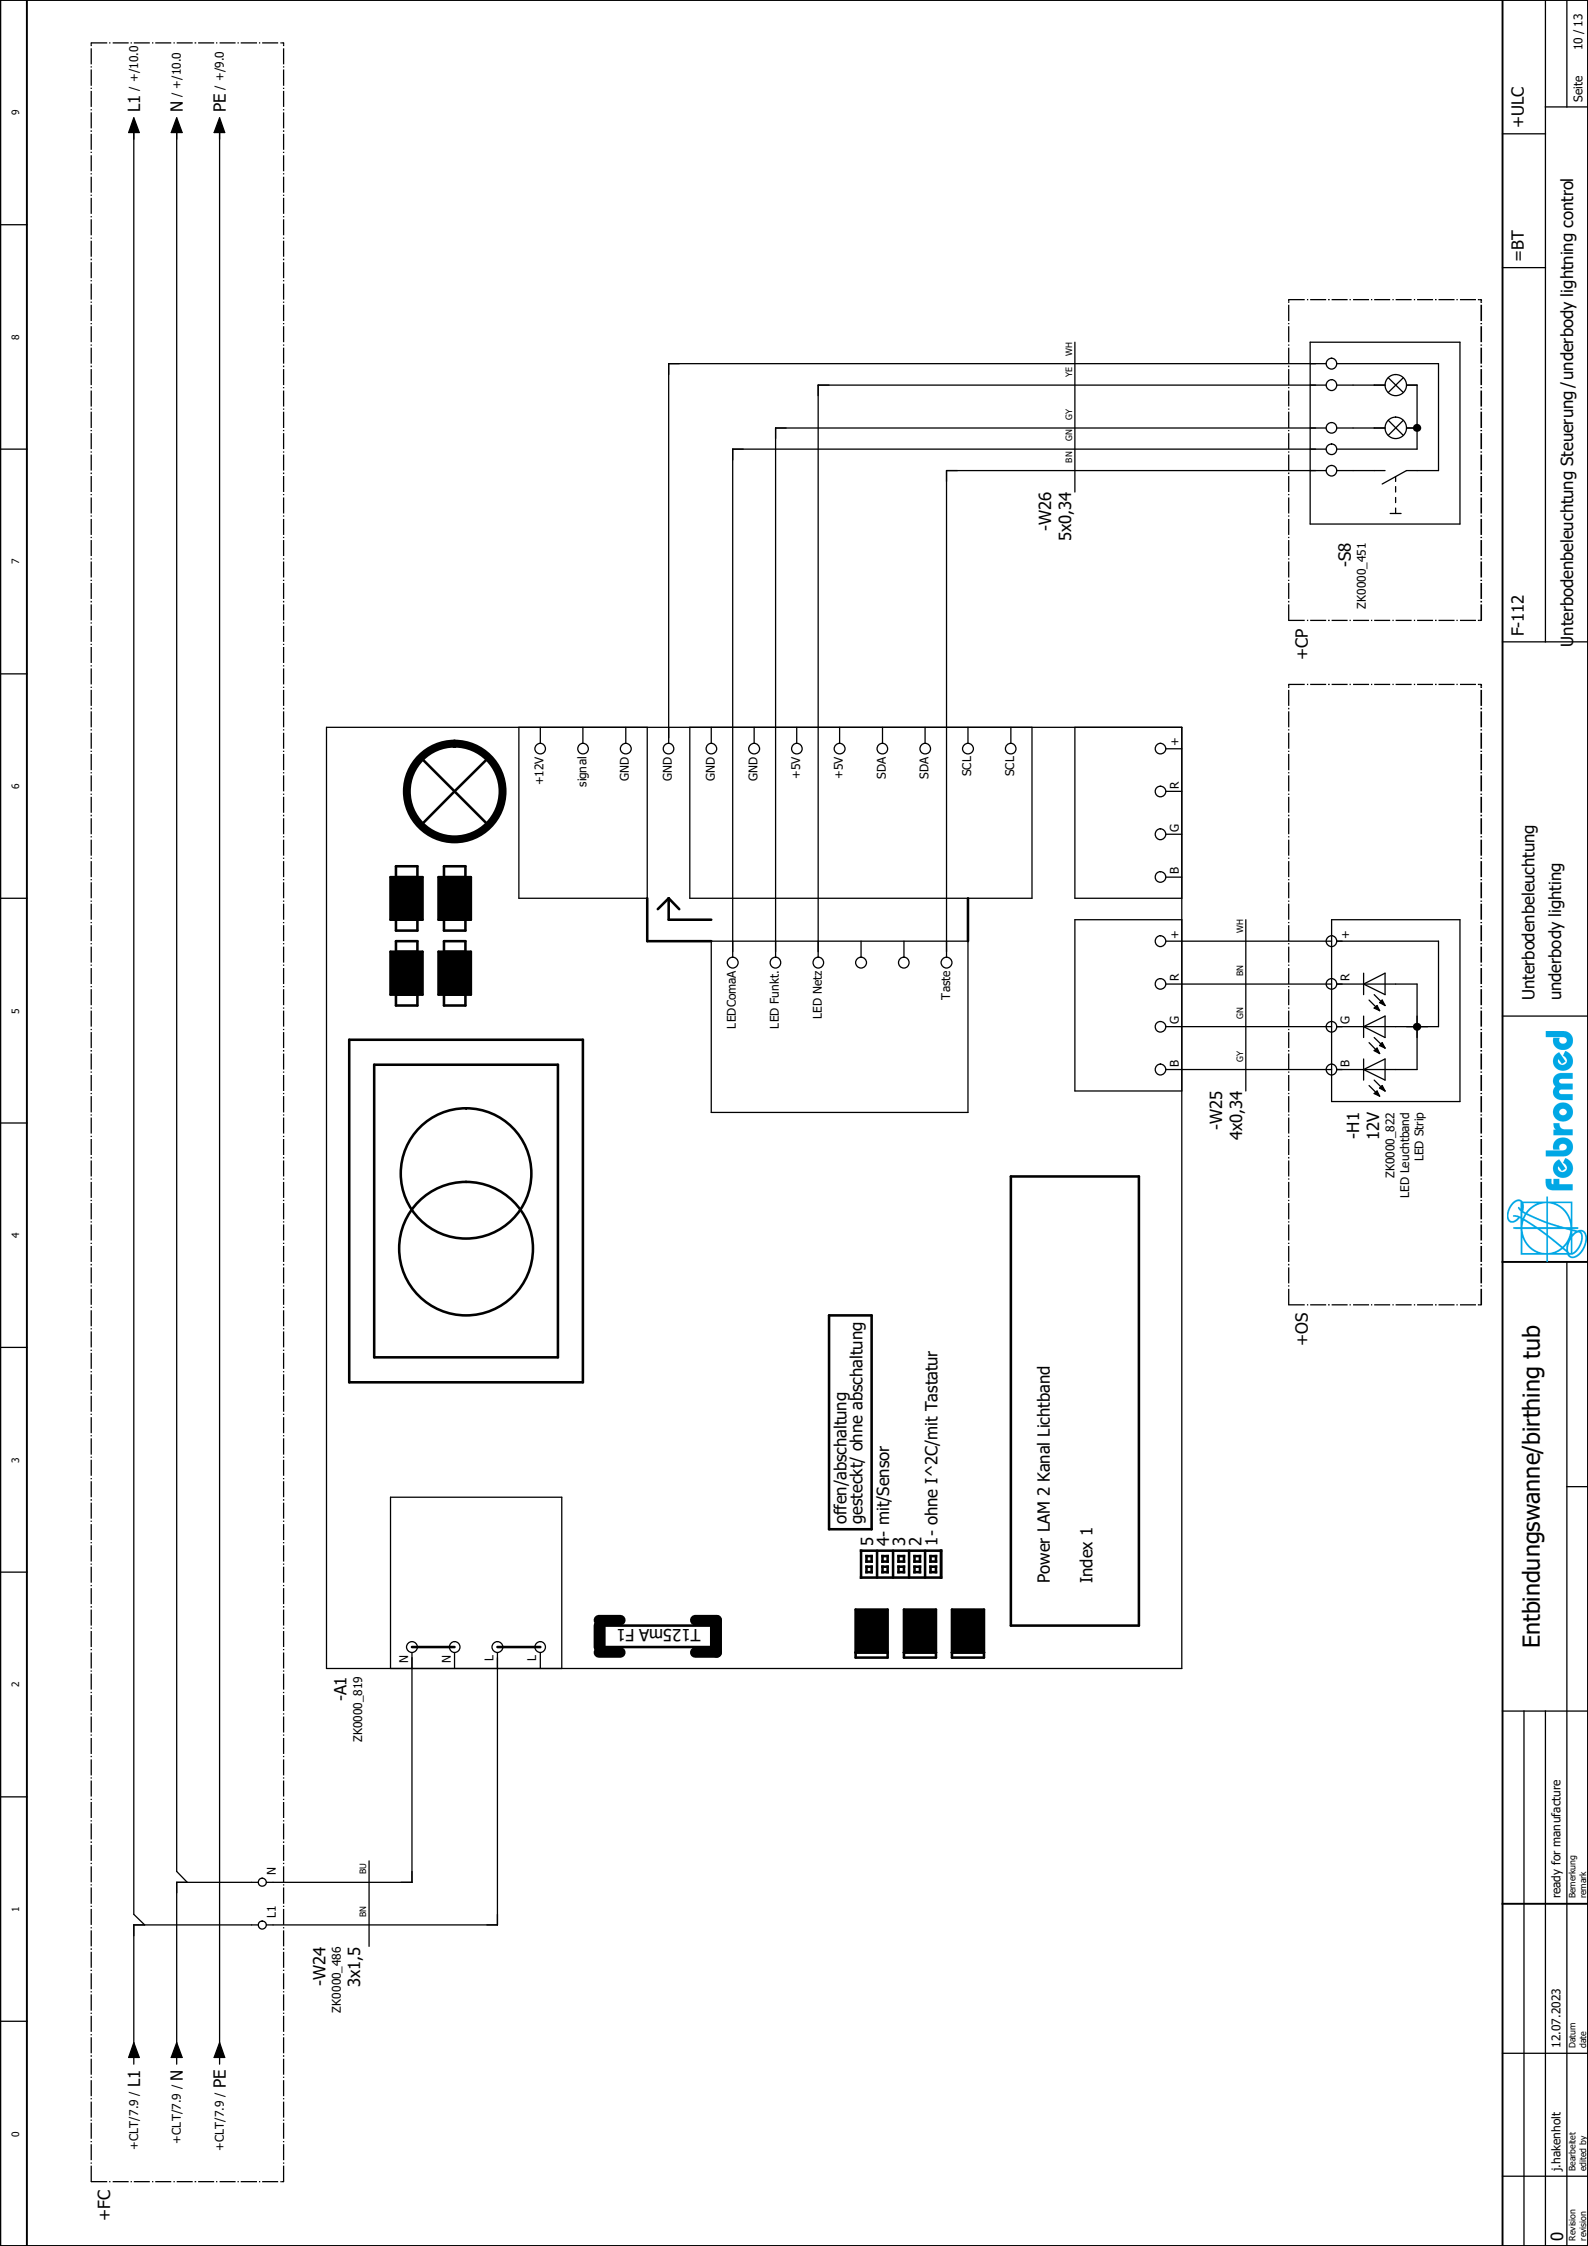 0 1 2 3 4 5 6 7 8 9
+FC
+CLT/7.9 / L1
+CLT/7.9 / N
+CLT/7.9 / PE
L1 / +/10.0
N / +/10.0
PE / +/9.0
L1
N
-W24
ZK0000_486
3x1,5
BN
BU
-A1
ZK0000_819
N
N
L
L
T125mA F1
offen/abschaltung
gesteckt/ ohne abschaltung
5
4- mit/Sensor
3
2
1- ohne I^2C/mit Tastatur
Power LAM 2 Kanal Lichtband
Index 1
LEDComaA
LED Funkt.
LED Netz
Taste
+12V
signal
GND
GND
GND
GND
+5V
+5V
SDA
SDA
SCL
SCL
B G R +
B G R +
-W25
4x0,34
GY GN BN WH
-W26
5x0,34
BN GN GY YE WH
+OS
-H1
12V
ZK0000_822
LED Leuchtband
LED Strip
B G R +
+CP
-S8
ZK0000_451
0
Revision
revision
j.hakenholt
Bearbeitet
edited by
12.07.2023
Datum
date
ready for manufacture
Bemerkung
remark
Entbindungswanne/birthing tub
febromed
Unterbodenbeleuchtung
underbody lighting
F-112
=BT
+ULC
Unterbodenbeleuchtung Steuerung/underbody lightning control
Seite
10 / 13